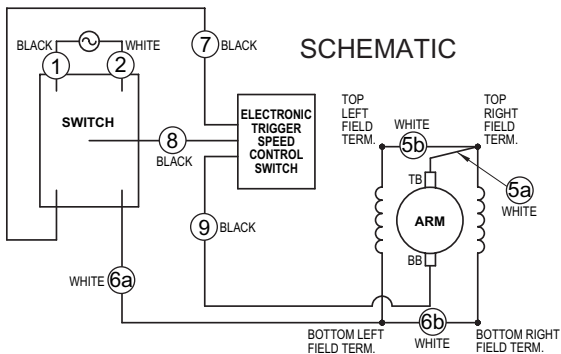 SCHEMATIC
BLACK
WHITE
1
2
7
BLACK
SWITCH
8
BLACK
ELECTRONIC
TRIGGER
SPEED
CONTROL
SWITCH
9
BLACK
TOP
LEFT
FIELD
TERM.
TOP
RIGHT
FIELD
TERM.
WHITE
5b
TB
5a
WHITE
ARM
BB
WHITE
6a
BOTTOM LEFT
FIELD TERM.
6b
WHITE
BOTTOM RIGHT
FIELD TERM.